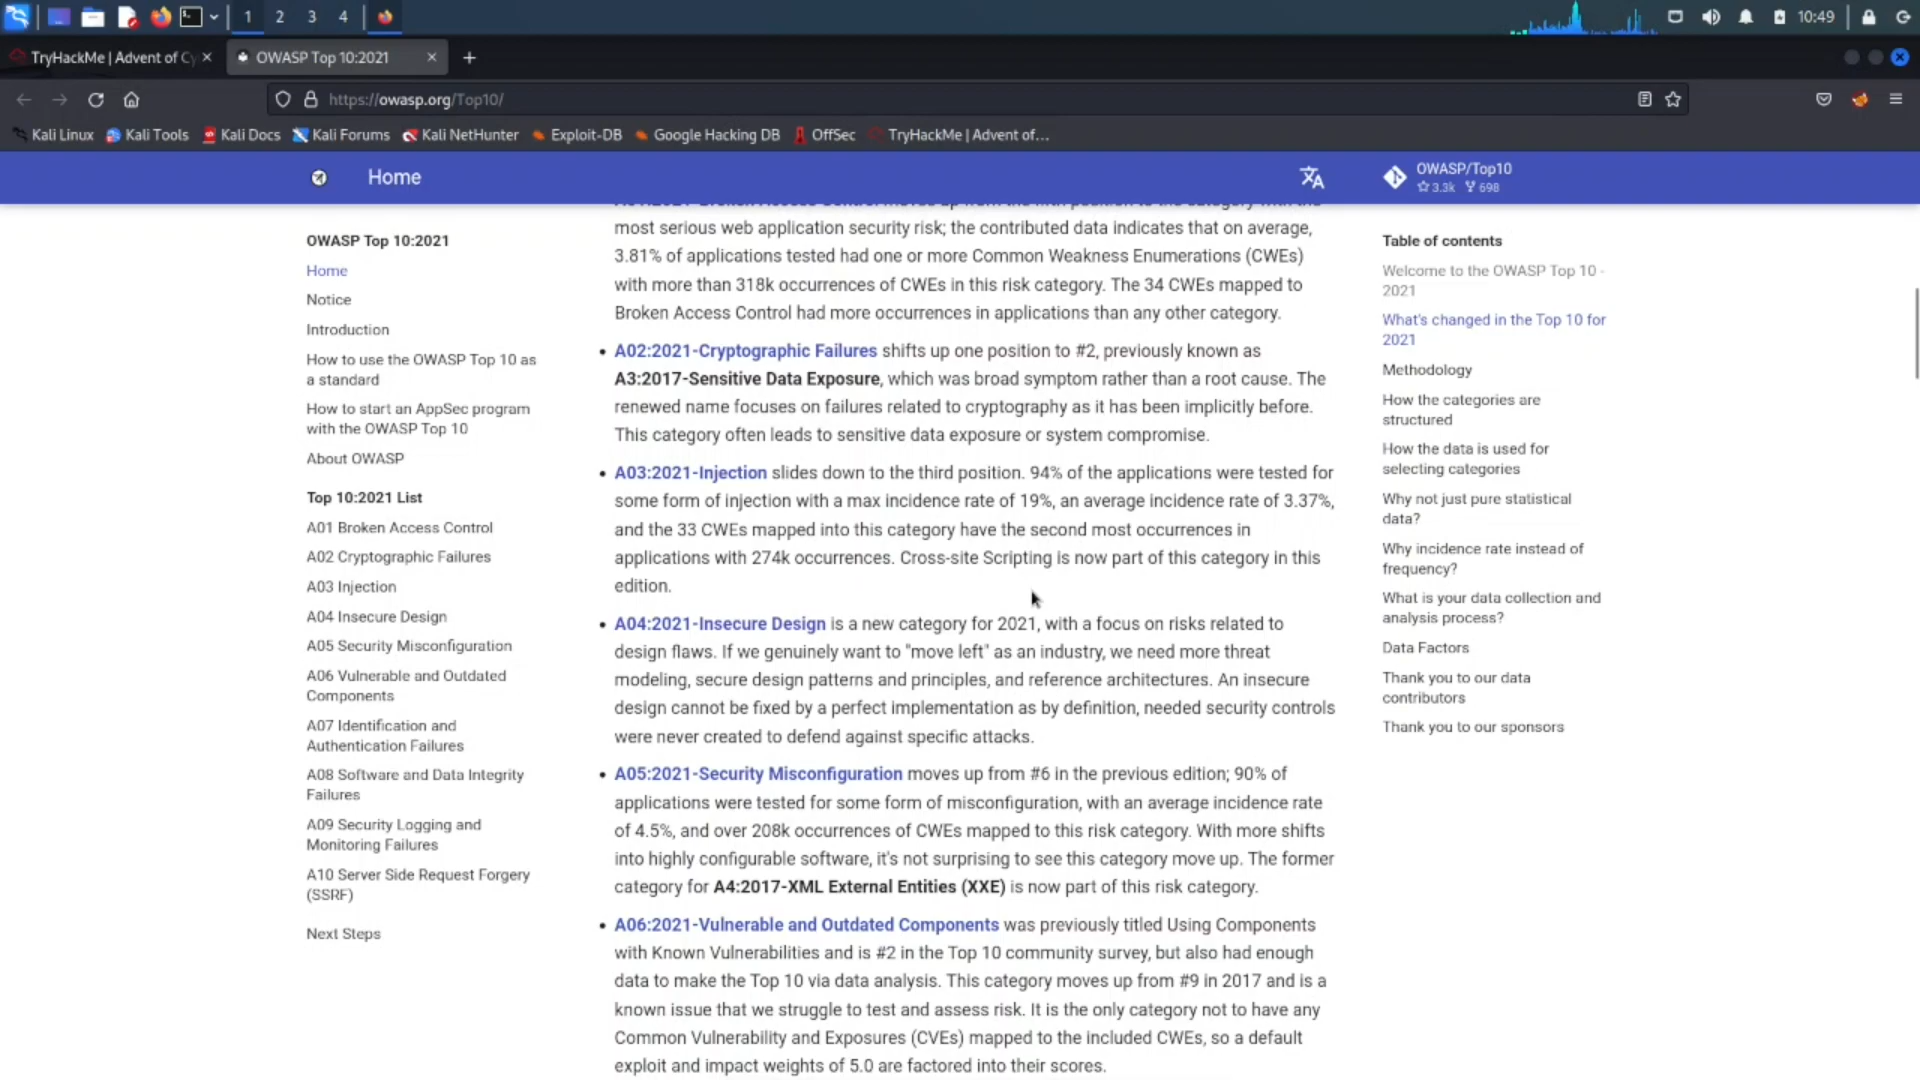 1 2 3 4
10:49
TryHackMe | Advent of Cy
OWASP Top 10:2021
https://owasp.org/Top10/
Kali Linux Kali Tools Kali Docs Kali Forums Kali NetHunter Exploit-DB Google Hacking DB OffSec TryHackMe | Advent of...
Home
OWASP/Top10
3.3k 698
OWASP Top 10:2021
Home
Notice
Introduction
How to use the OWASP Top 10 as
a standard
How to start an AppSec program
with the OWASP Top 10
About OWASP
Top 10:2021 List
A01 Broken Access Control
A02 Cryptographic Failures
A03 Injection
A04 Insecure Design
A05 Security Misconfiguration
A06 Vulnerable and Outdated
Components
A07 Identification and
Authentication Failures
A08 Software and Data Integrity
Failures
A09 Security Logging and
Monitoring Failures
A10 Server Side Request Forgery
(SSRF)
Next Steps
most serious web application security risk; the contributed data indicates that on average,
3.81% of applications tested had one or more Common Weakness Enumerations (CWEs)
with more than 318k occurrences of CWEs in this risk category. The 34 CWEs mapped to
Broken Access Control had more occurrences in applications than any other category.
• A02:2021-Cryptographic Failures shifts up one position to #2, previously known as
A3:2017-Sensitive Data Exposure, which was broad symptom rather than a root cause. The
renewed name focuses on failures related to cryptography as it has been implicitly before.
This category often leads to sensitive data exposure or system compromise.
• A03:2021-Injection slides down to the third position. 94% of the applications were tested for
some form of injection with a max incidence rate of 19%, an average incidence rate of 3.37%,
and the 33 CWEs mapped into this category have the second most occurrences in
applications with 274k occurrences. Cross-site Scripting is now part of this category in this
edition.
• A04:2021-Insecure Design is a new category for 2021, with a focus on risks related to
design flaws. If we genuinely want to "move left" as an industry, we need more threat
modeling, secure design patterns and principles, and reference architectures. An insecure
design cannot be fixed by a perfect implementation as by definition, needed security controls
were never created to defend against specific attacks.
• A05:2021-Security Misconfiguration moves up from #6 in the previous edition; 90% of
applications were tested for some form of misconfiguration, with an average incidence rate
of 4.5%, and over 208k occurrences of CWEs mapped to this risk category. With more shifts
into highly configurable software, it's not surprising to see this category move up. The former
category for A4:2017-XML External Entities (XXE) is now part of this risk category.
• A06:2021-Vulnerable and Outdated Components was previously titled Using Components
with Known Vulnerabilities and is #2 in the Top 10 community survey, but also had enough
data to make the Top 10 via data analysis. This category moves up from #9 in 2017 and is a
known issue that we struggle to test and assess risk. It is the only category not to have any
Common Vulnerability and Exposures (CVEs) mapped to the included CWEs, so a default
exploit and impact weights of 5.0 are factored into their scores.
Table of contents
Welcome to the OWASP Top 10 -
2021
What's changed in the Top 10 for
2021
Methodology
How the categories are
structured
How the data is used for
selecting categories
Why not just pure statistical
data?
Why incidence rate instead of
frequency?
What is your data collection and
analysis process?
Data Factors
Thank you to our data
contributors
Thank you to our sponsors